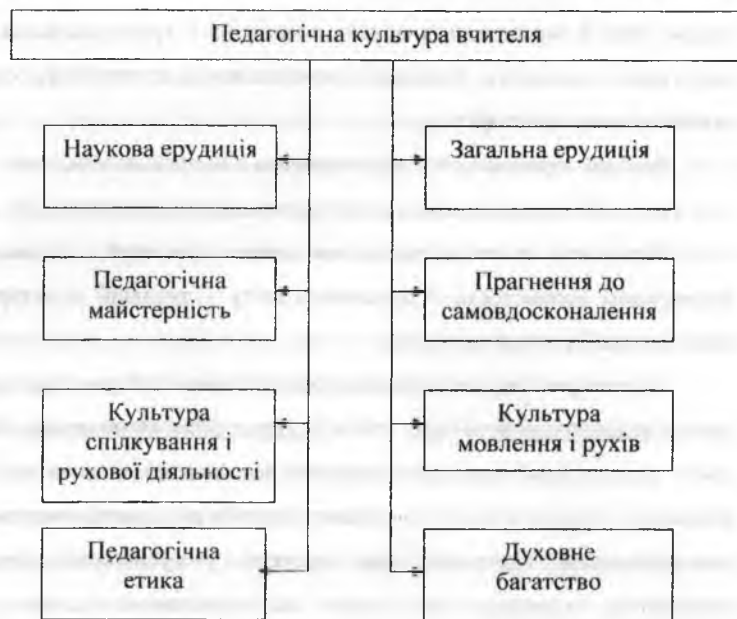 Педагогічна культура вчителя
Наукова ерудиція
Загальна ерудиція
Педагогічна
майстерність
Прагнення до
самовдосконалення
Культура
спілкування і
рухової діяльності
Культура
мовлення і рухів
Педагогічна
етика
Духовне
багатство